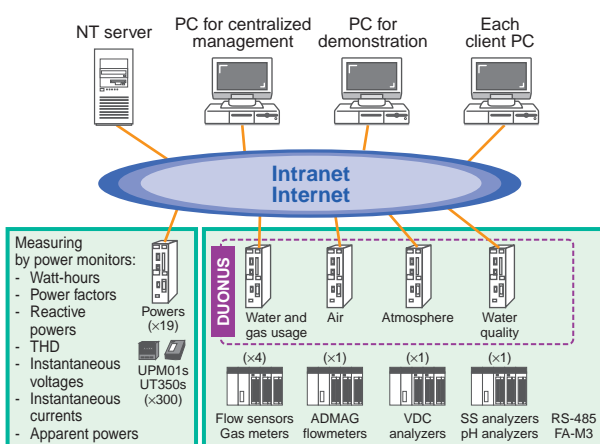 NT server
PC for centralized
management
PC for
demonstration
Each
client PC
Intranet
Internet
Measuring
by power monitors:
- Watt-hours
- Power factors
- Reactive
powers
- THD
- Instantaneous
voltages
- Instantaneous
currents
- Apparent powers
Powers
(×19)
UPM01s
UT350s
(×300)
DUONUS
Water and
gas usage
Air
Atmosphere
Water
quality
(×4)
(×1)
(×1)
(×1)
Flow sensors
Gas meters
ADMAG
flowmeters
VDC
analyzers
SS analyzers
pH analyzers
RS-485
FA-M3